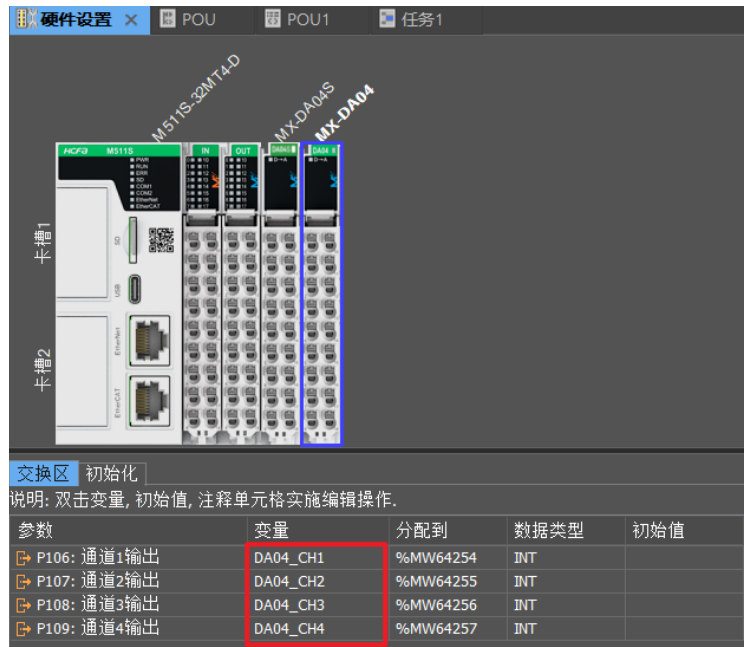 硬件设置 × POU POU1 任务1
M511S-32MT4-D
MX-DA04S
MX-DA04
HCFA M511S
PWR
RUN
ERR
SD
COM1
COM2
EtherNet
EtherCAT
IN
OUT
DA04S
D→A
DA04
D→A
卡槽1
SD
USB
卡槽2
EtherNet
EtherCAT
交换区 初始化
说明: 双击变量, 初始值, 注释单元格实施编辑操作.
参数 变量 分配到 数据类型 初始值
P106: 通道1输出 DA04_CH1 %MW64254 INT
P107: 通道2输出 DA04_CH2 %MW64255 INT
P108: 通道3输出 DA04_CH3 %MW64256 INT
P109: 通道4输出 DA04_CH4 %MW64257 INT